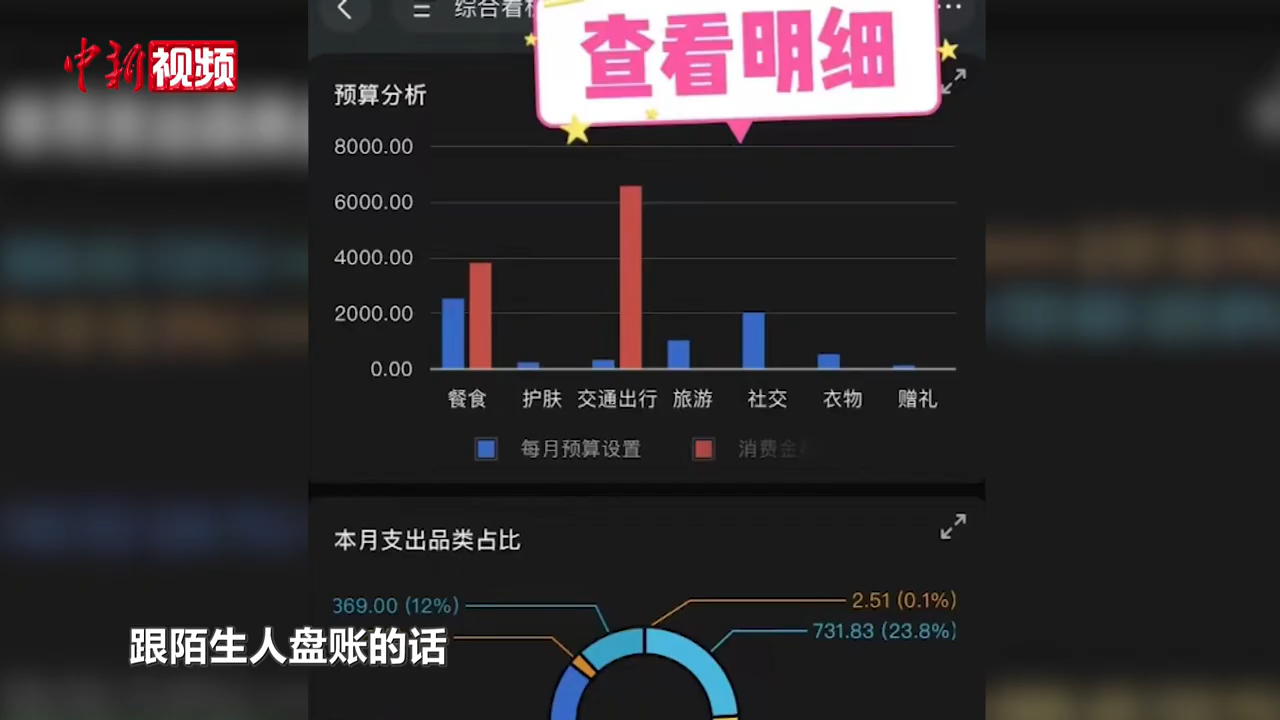 综合看
查看明细
中新视频
预算分析
8000.00
6000.00
4000.00
2000.00
0.00
餐食 护肤 交通出行 旅游 社交 衣物 赠礼
每月预算设置 消费金
本月支出品类占比
369.00 (12%)
2.51 (0.1%)
731.83 (23.8%)
跟陌生人盘账的话